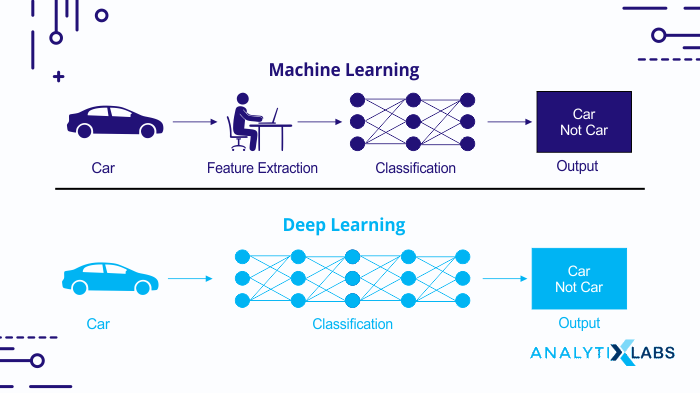 Machine Learning
Car
Feature Extraction
Classification
Car
Not Car
Output
Deep Learning
Car
Classification
Car
Not Car
Output
ANALYTIXLABS